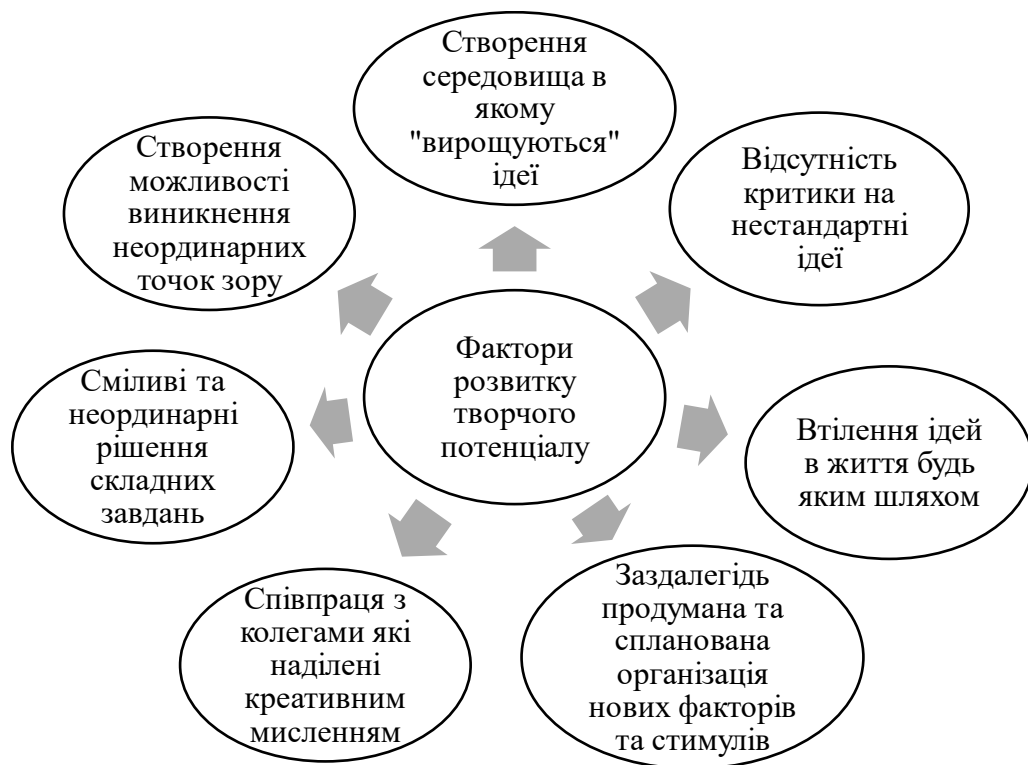 Створення
середовища в
якому
"вирощуються"
ідеї
Відсутність
критики на
нестандартні
ідеї
Втілення ідей
в життя будь
яким шляхом
Заздалегідь
продумана та
спланована
організація
нових факторів
та стимулів
Співпраця з
колегами які
наділені
креативним
мисленням
Сміливі та
неординарні
рішення
складних
завдань
Створення
можливості
виникнення
неординарних
точок зору
Фактори
розвитку
творчого
потенціалу